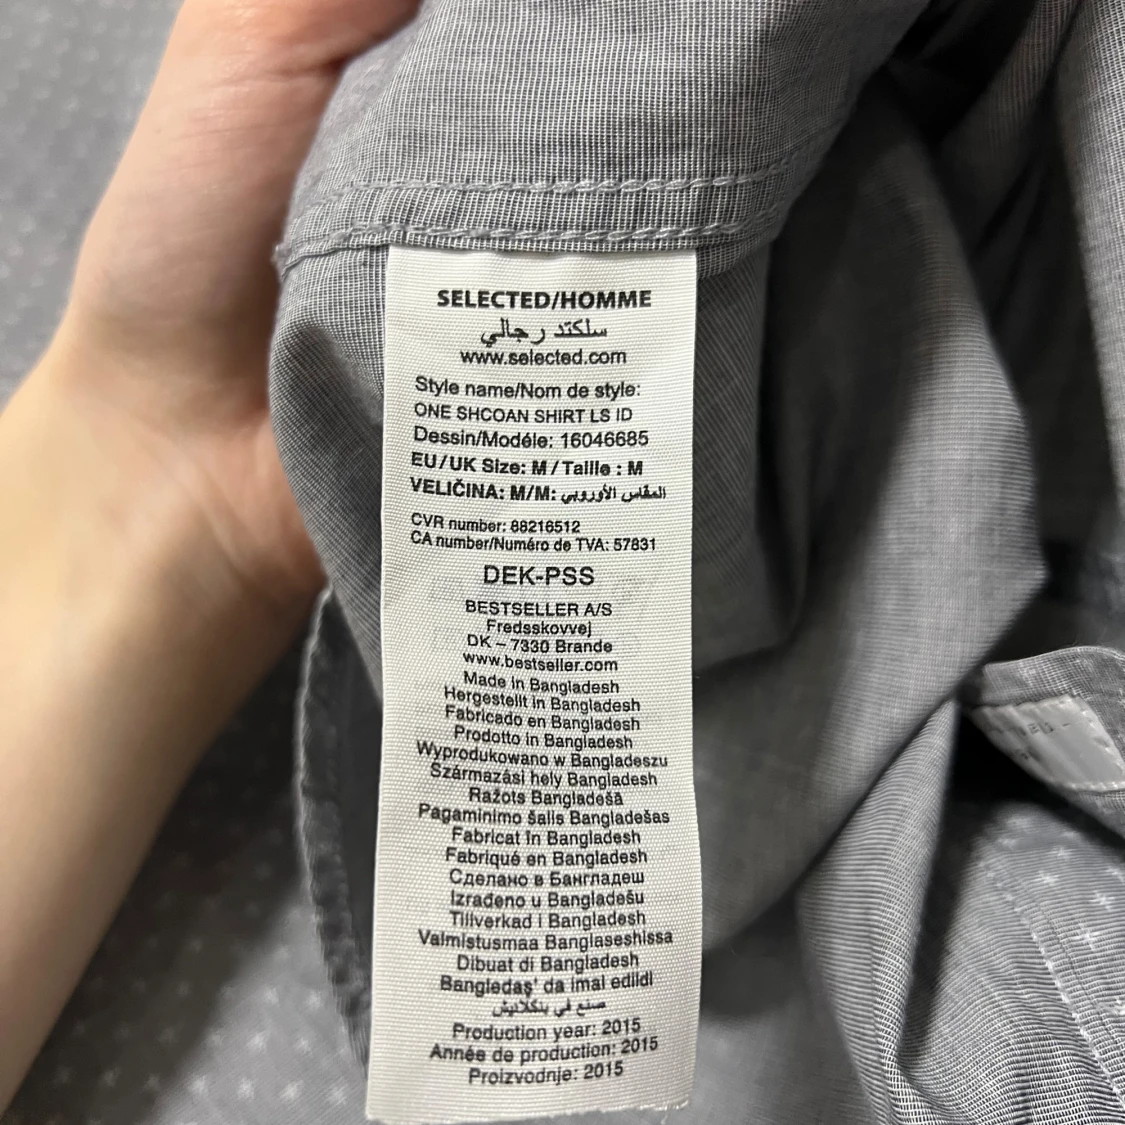 SELECTED/HOMME
سلكتد رجالي
www.selected.com
Style name/Nom de style:
ONE SHCOAN SHIRT LS ID
Dessin/Modéle: 16046685
EU/UK Size: M / Taille : M
VELIČINA: M/M: المقاس الأوروبي
CVR number: 88216512
CA number/Numéro de TVA: 57831
DEK-PSS
BESTSELLER A/S
Fredsskovvej
DK – 7330 Brande
www.bestseller.com
Made in Bangladesh
Hergestellt in Bangladesh
Fabricado en Bangladesh
Prodotto in Bangladesh
Wyprodukowano w Bangladeszu
Származási hely Bangladesh
Ražots Bangladešā
Pagaminimo šalis Bangladešas
Fabricat în Bangladesh
Fabriqué en Bangladesh
Сделано в Бангладеш
Izrađeno u Bangladešu
Tillverkad i Bangladesh
Valmistusmaa Banglaseshissa
Dibuat di Bangladesh
Bangledaş' da imal edildi
صنع في بنكلاديش
Production year: 2015
Année de production: 2015
Proizvodnje: 2015